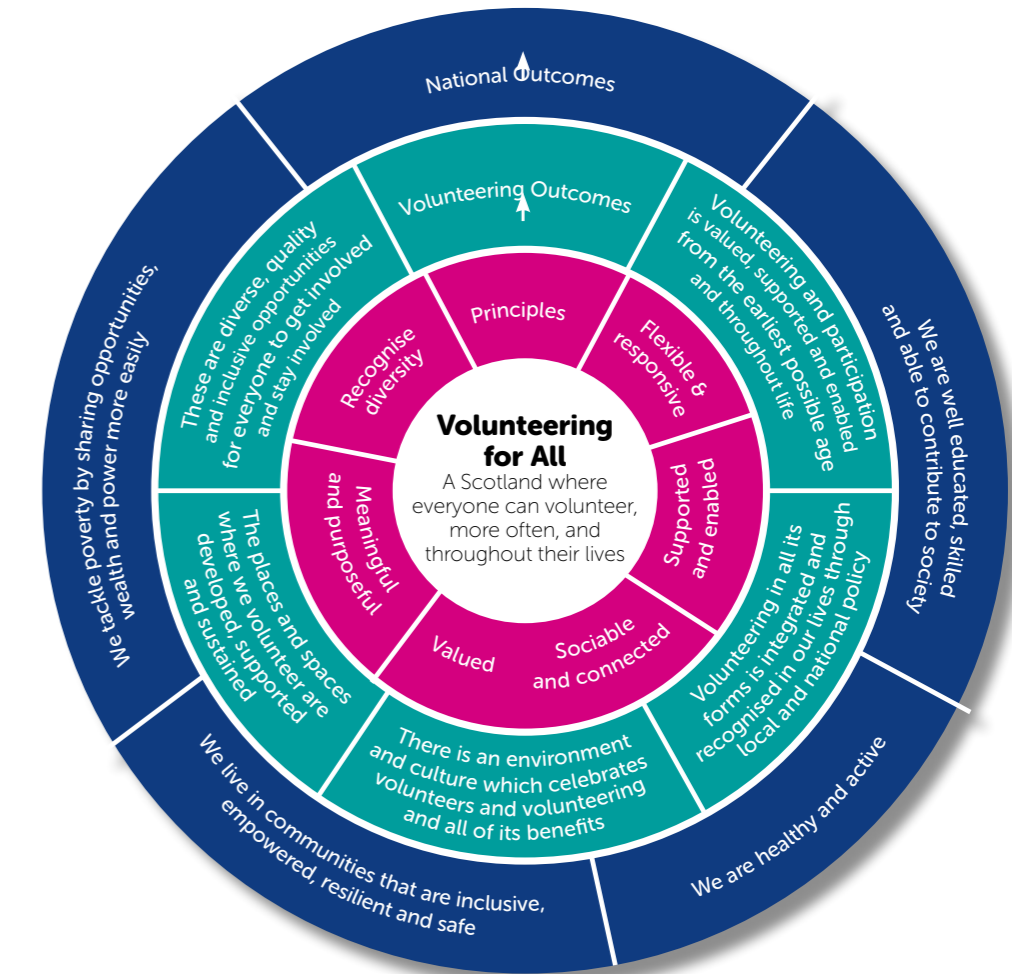 National Outcomes
We are well educated, skilled
and able to contribute to society
We are healthy and active
We live in communities that are inclusive,
empowered, resilient and safe
We tackle poverty by sharing opportunities,
wealth and power more easily
Volunteering Outcomes
Volunteering and participation
is valued, supported and enabled
from the earliest possible age
and throughout life
Volunteering in all its
forms is integrated and
recognised in our lives through
local and national policy
There is an environment
and culture which celebrates
volunteers and volunteering
and all of its benefits
The places and spaces
where we volunteer are
developed, supported
and sustained
These are diverse, quality
and inclusive opportunities
for everyone to get involved
and stay involved
Principles
Flexible &
responsive
Supported
and enabled
Sociable
and connected
Valued
Meaningful
and purposeful
Recognise
diversity
Volunteering
for All
A Scotland where
everyone can volunteer,
more often, and
throughout their lives